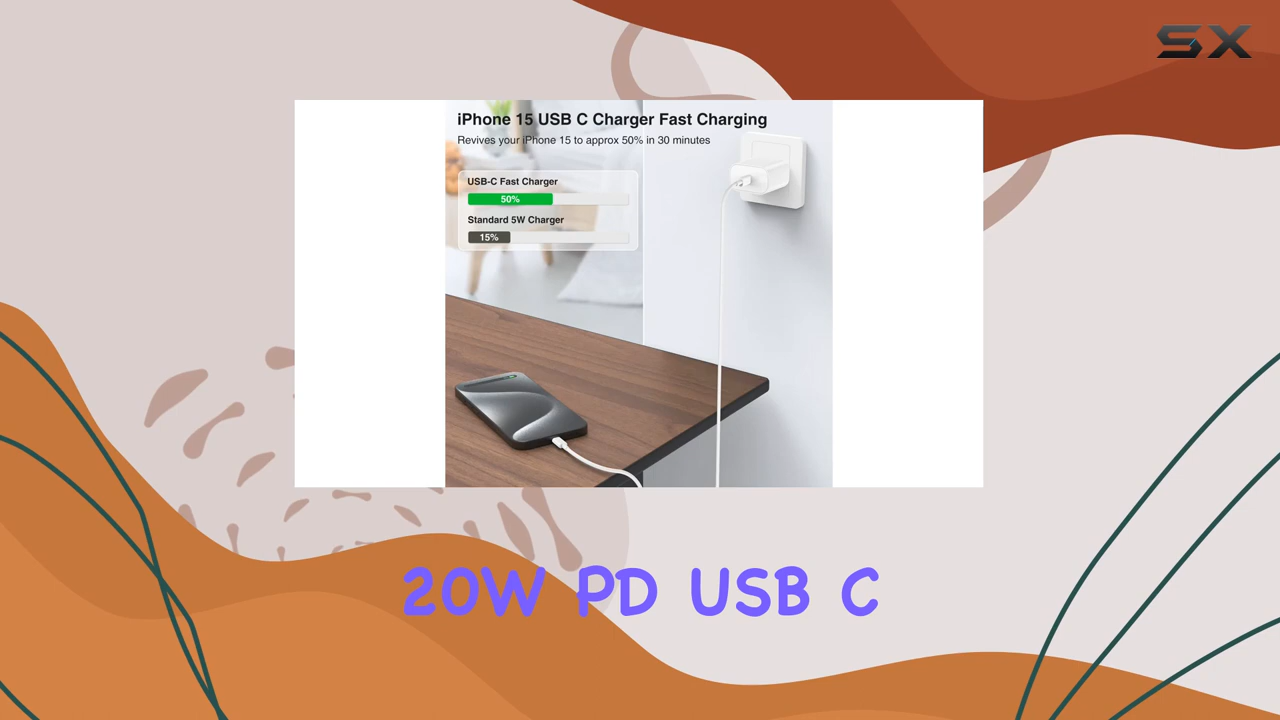 SX
iPhone 15 USB C Charger Fast Charging
Revives your iPhone 15 to approx 50% in 30 minutes
USB-C Fast Charger
50%
Standard 5W Charger
15%
20W PD USB C